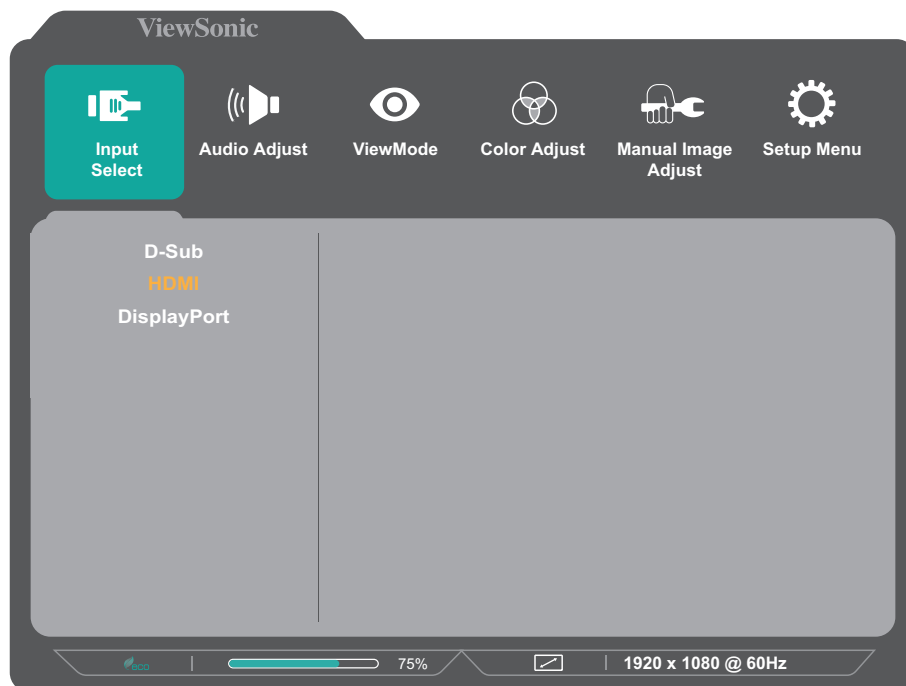 ViewSonic
Input
Select
Audio Adjust
ViewMode
Color Adjust
Manual Image
Adjust
Setup Menu
D-Sub
HDMI
DisplayPort
eco
75%
1920 x 1080 @ 60Hz